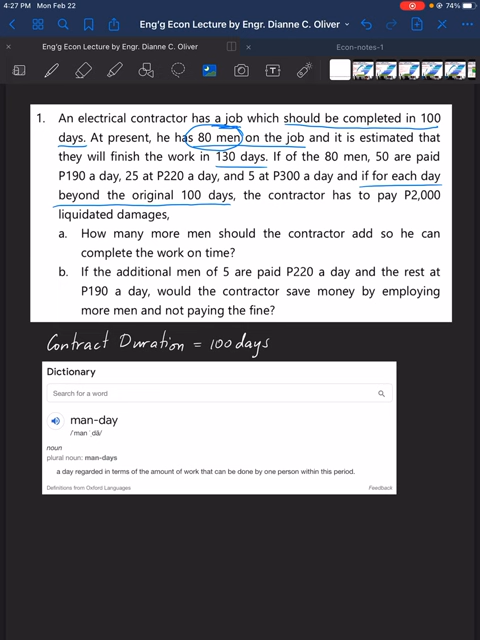 4:27 PM Mon Feb 22
74%
Eng'g Econ Lecture by Engr. Dianne C. Oliver
Eng'g Econ Lecture by Engr. Dianne C. Oliver
Econ-notes-1
1. An electrical contractor has a job which should be completed in 100
days. At present, he has 80 men on the job and it is estimated that
they will finish the work in 130 days. If of the 80 men, 50 are paid
P190 a day, 25 at P220 a day, and 5 at P300 a day and if for each day
beyond the original 100 days, the contractor has to pay P2,000
liquidated damages,
a. How many more men should the contractor add so he can
complete the work on time?
b. If the additional men of 5 are paid P220 a day and the rest at
P190 a day, would the contractor save money by employing
more men and not paying the fine?
Contract Duration = 100 days
Dictionary
Search for a word
man-day
/ˈman ˌdā/
noun
plural noun: man-days
a day regarded in terms of the amount of work that can be done by one person within this period.
Definitions from Oxford Languages
Feedback